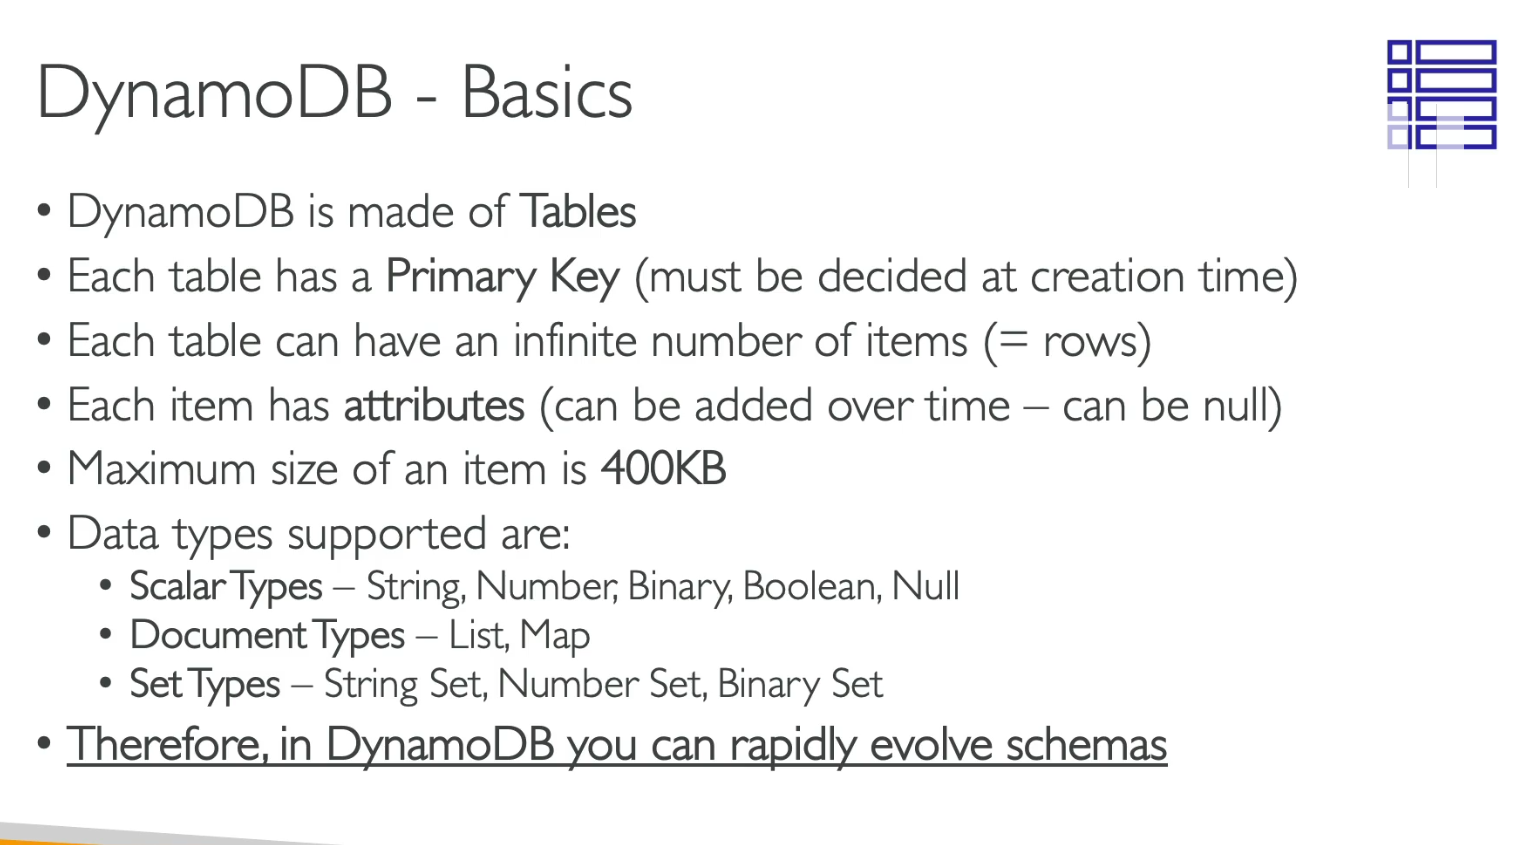 DynamoDB - Basics
• DynamoDB is made of Tables
• Each table has a Primary Key (must be decided at creation time)
• Each table can have an infinite number of items (= rows)
• Each item has attributes (can be added over time – can be null)
• Maximum size of an item is 400KB
• Data types supported are:
• Scalar Types – String, Number, Binary, Boolean, Null
• Document Types – List, Map
• Set Types – String Set, Number Set, Binary Set
• Therefore, in DynamoDB you can rapidly evolve schemas